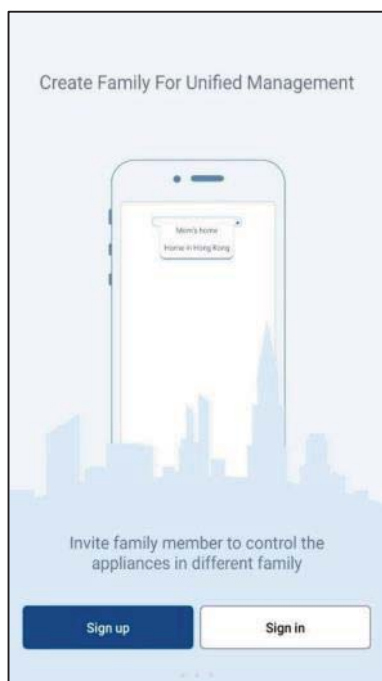 Create Family For Unified Management
Mom's home
Home in Hong Kong
Invite family member to control the
appliances in different family
Sign up
Sign in